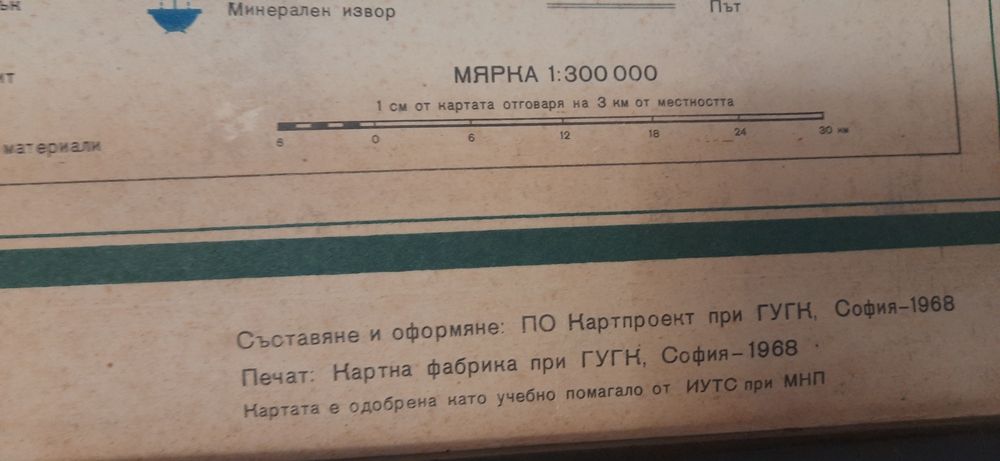 Минерален извор
Път
МЯРКА 1:300 000
1 см от картата отговаря на 3 км от местността
6 0 6 12 18 24 30 км
материали
Съставяне и оформяне: ПО Картпроект при ГУГК, София–1968
Печат: Картна фабрика при ГУГК, София–1968
Картата е одобрена като учебно помагало от ИУТС при МНП